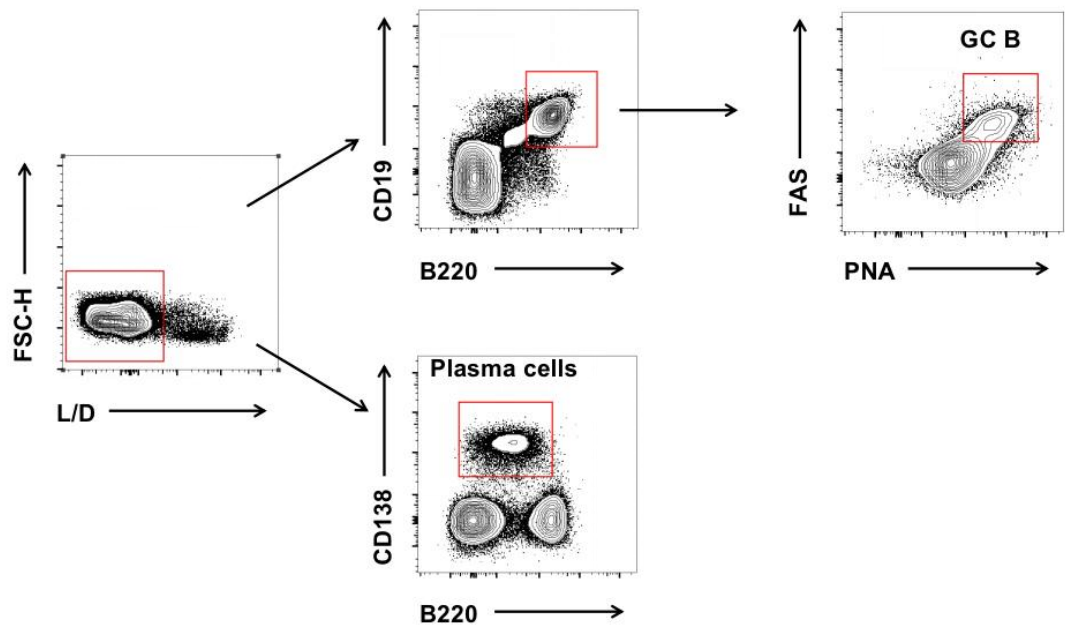 FSC-H
L/D
CD19
B220
GC B
FAS
PNA
Plasma cells
CD138
B220